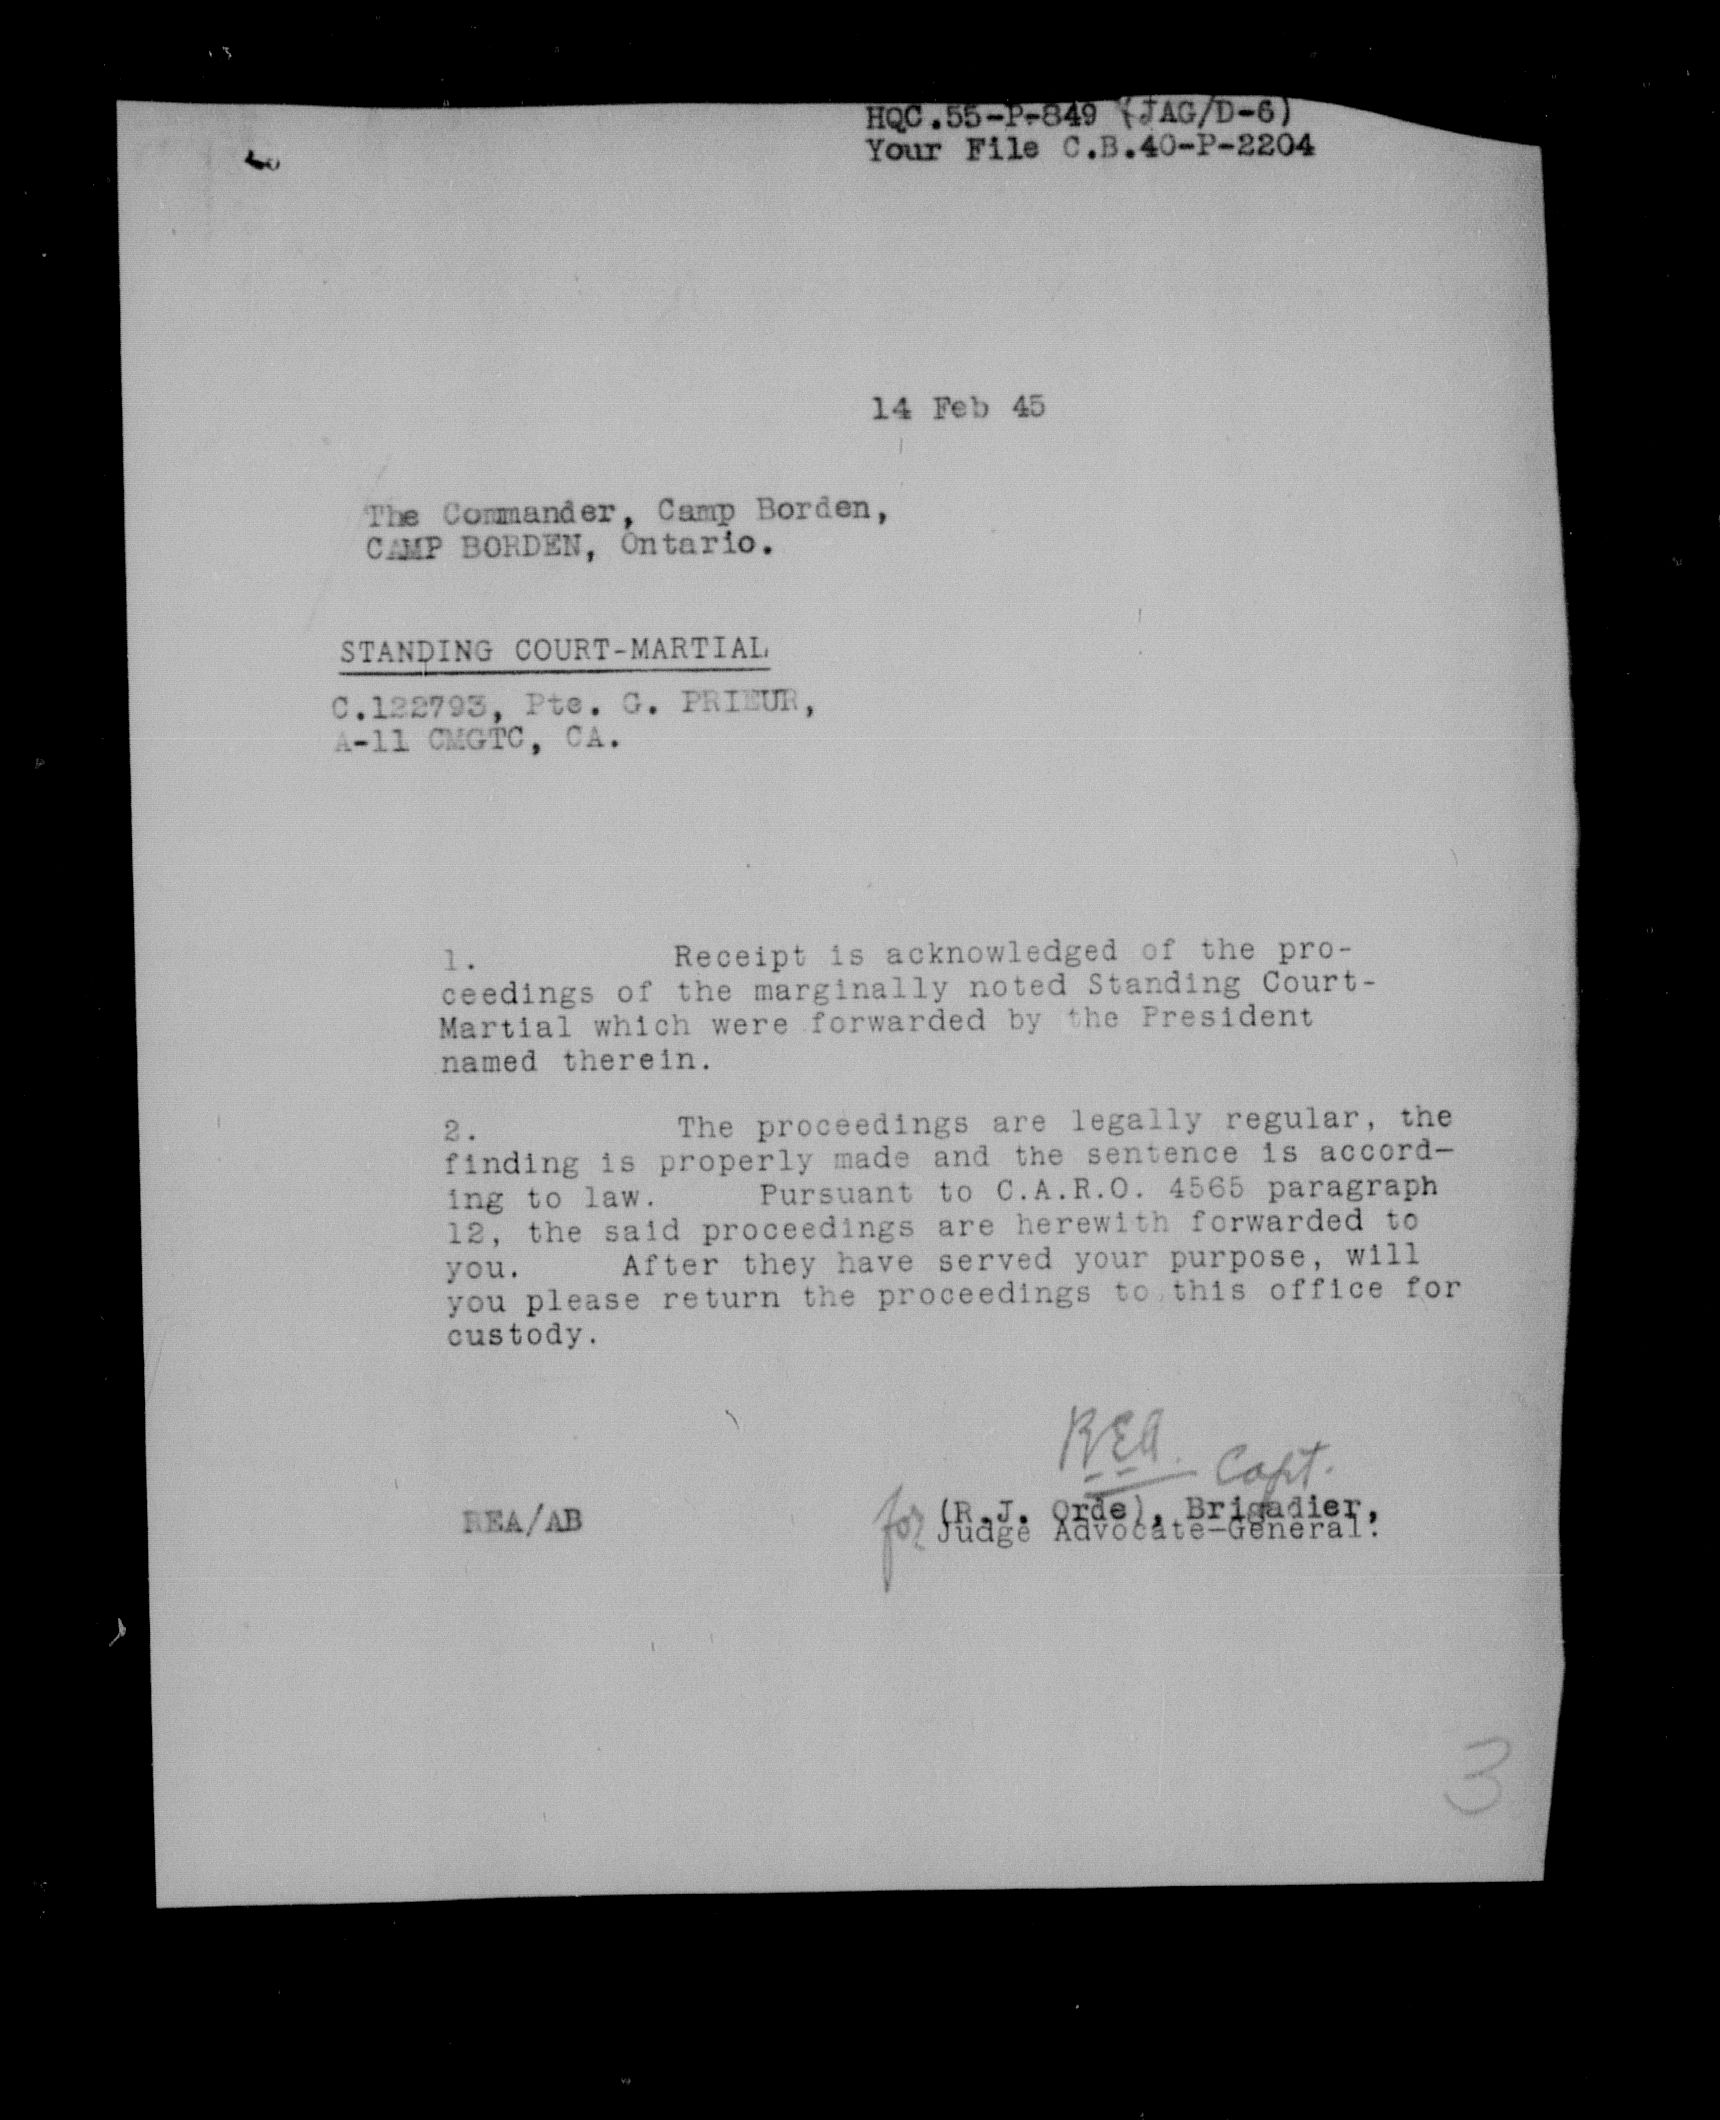 HQC.55-P-849 (JAG/D-6)
Your File C.B.40-P-2204
14 Feb 45
The Commander, Camp Borden,
CAMP BORDEN, Ontario.
STANDING COURT-MARTIAL
C.122793, Pte. G. PRIEUR,
A-11 CMGTC, CA.
1. Receipt is acknowledged of the pro-
ceedings of the marginally noted Standing Court-
Martial which were forwarded by the President
named therein.
2. The proceedings are legally regular, the
finding is properly made and the sentence is accord-
ing to law. Pursuant to C.A.R.O. 4565 paragraph
12, the said proceedings are herewith forwarded to
you. After they have served your purpose, will
you please return the proceedings to this office for
custody.
REA. Capt.
REA/AB for (R.J. Orde), Brigadier,
Judge Advocate-General.
3